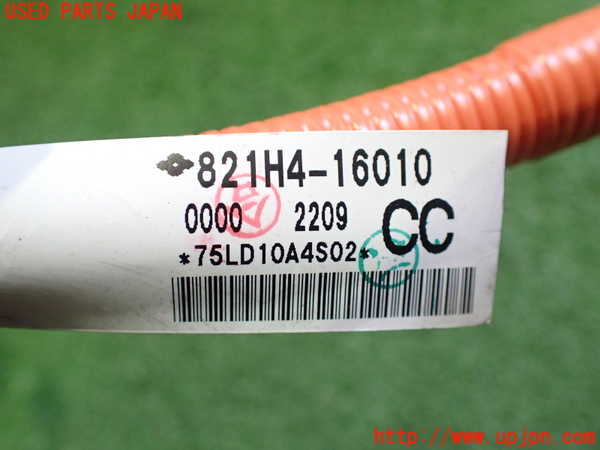 USED PARTS JAPAN
821H4-16010
0000 2209 CC
*75LD10A4S02*
http://www.upjpn.com/